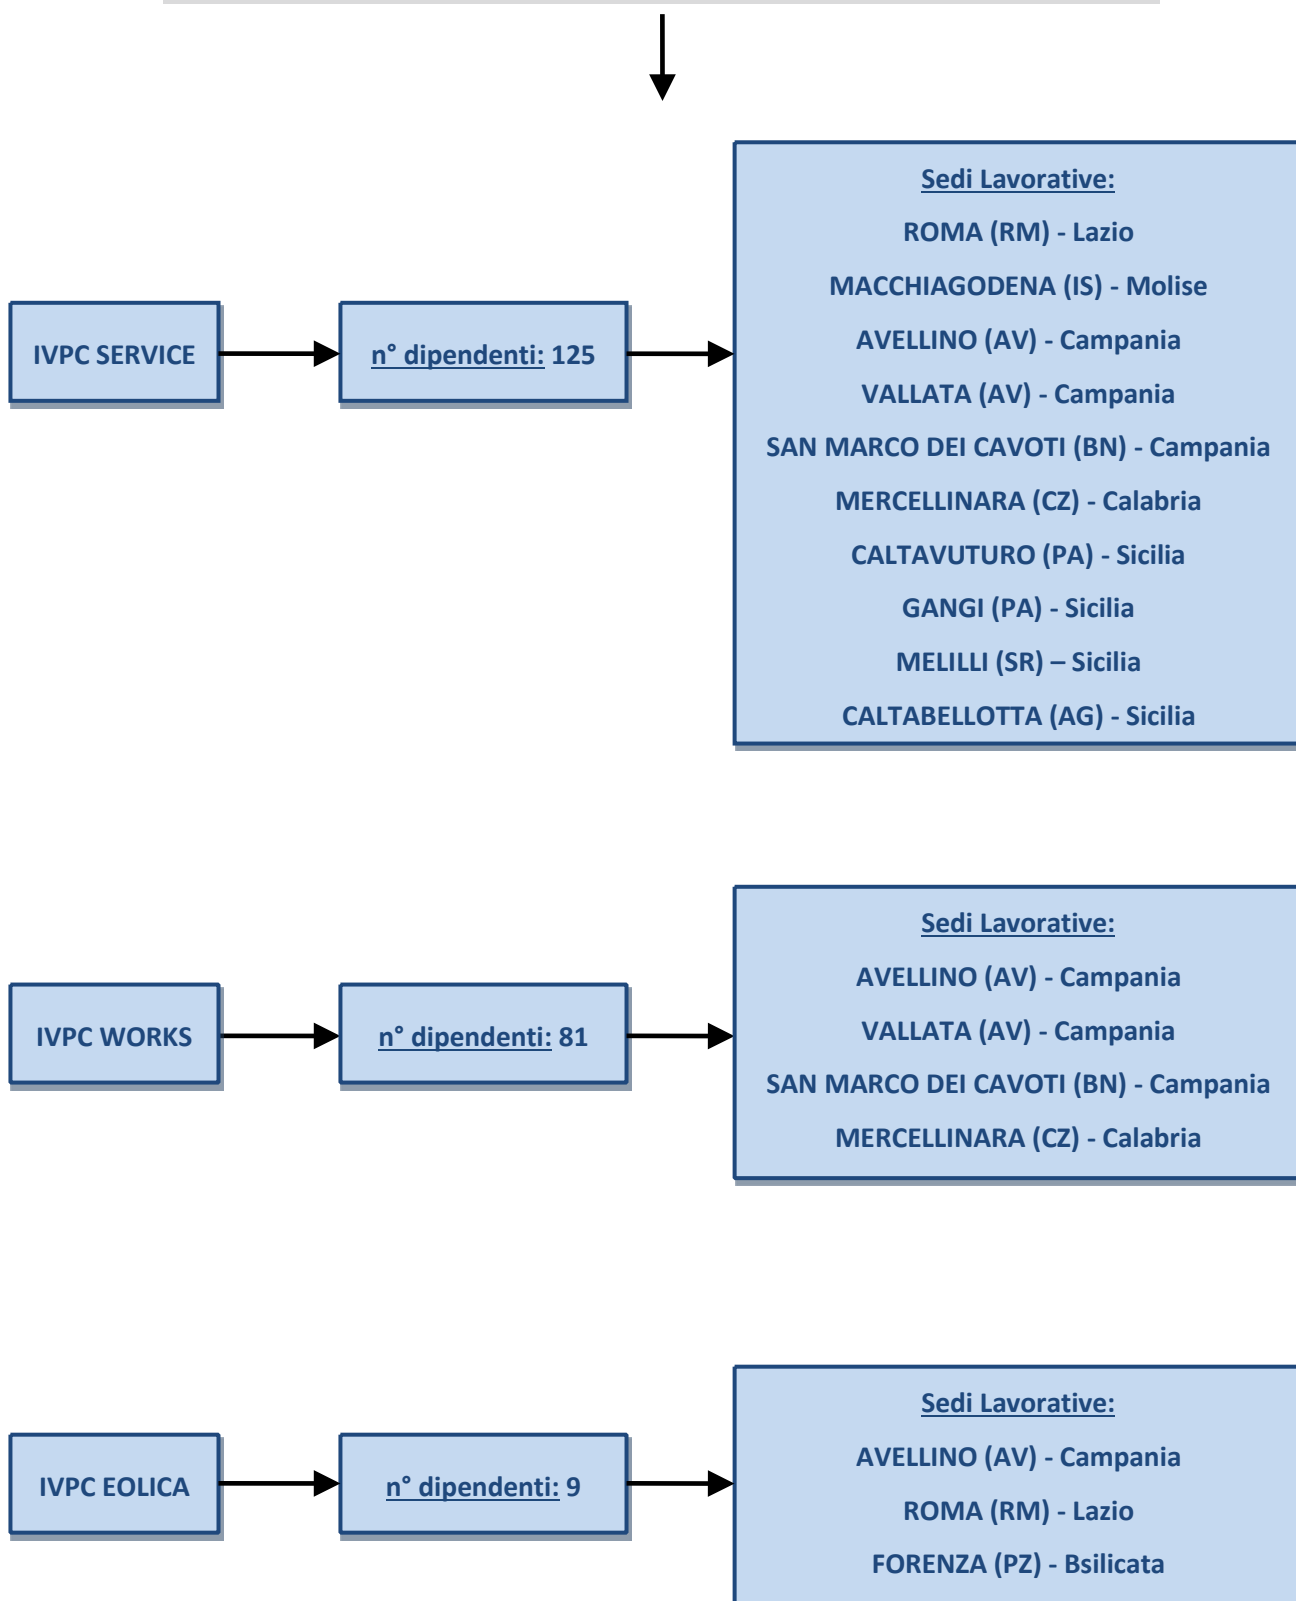 IVPC SERVICE
n° dipendenti: 125
Sedi Lavorative:
ROMA (RM) - Lazio
MACCHIAGODENA (IS) - Molise
AVELLINO (AV) - Campania
VALLATA (AV) - Campania
SAN MARCO DEI CAVOTI (BN) - Campania
MERCELLINARA (CZ) - Calabria
CALTAVUTURO (PA) - Sicilia
GANGI (PA) - Sicilia
MELILLI (SR) – Sicilia
CALTABELLOTTA (AG) - Sicilia
IVPC WORKS
n° dipendenti: 81
Sedi Lavorative:
AVELLINO (AV) - Campania
VALLATA (AV) - Campania
SAN MARCO DEI CAVOTI (BN) - Campania
MERCELLINARA (CZ) - Calabria
IVPC EOLICA
n° dipendenti: 9
Sedi Lavorative:
AVELLINO (AV) - Campania
ROMA (RM) - Lazio
FORENZA (PZ) - Bsilicata